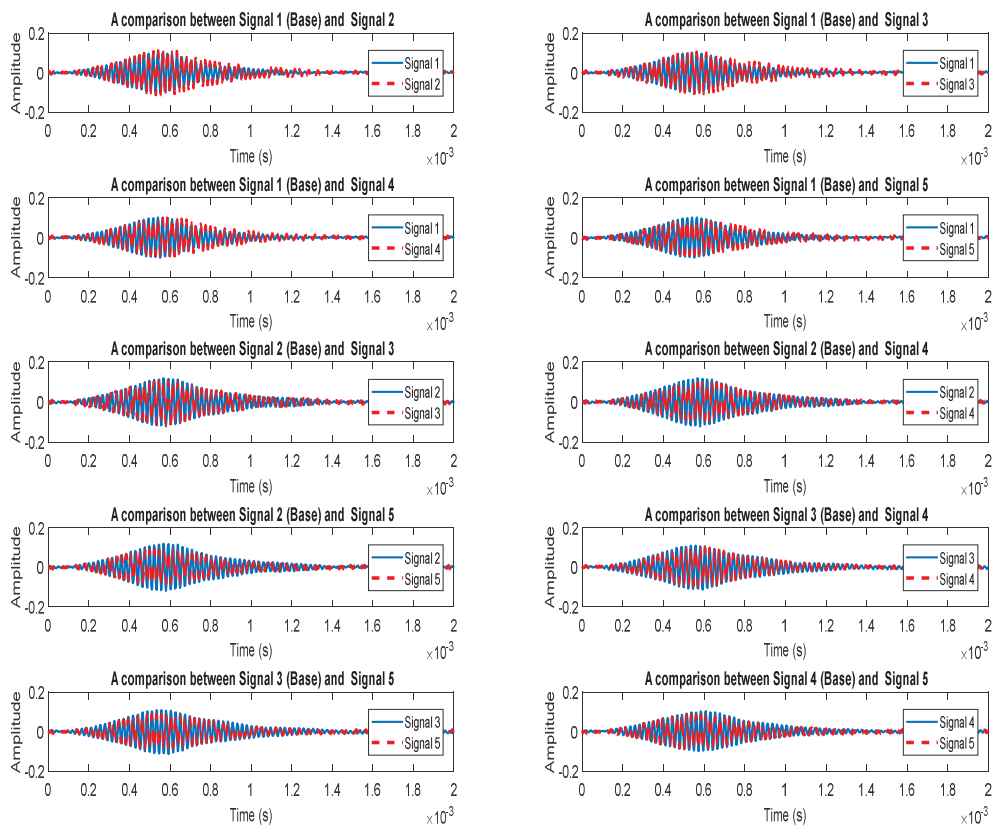 A comparison between Signal 1 (Base) and Signal 2
0.2
0
-0.2
Amplitude
Signal 1
Signal 2
0 0.2 0.4 0.6 0.8 1 1.2 1.4 1.6 1.8 2
Time (s)
×10-3
A comparison between Signal 1 (Base) and Signal 3
0.2
0
-0.2
Amplitude
Signal 1
Signal 3
0 0.2 0.4 0.6 0.8 1 1.2 1.4 1.6 1.8 2
Time (s)
×10-3
A comparison between Signal 1 (Base) and Signal 4
0.2
0
-0.2
Amplitude
Signal 1
Signal 4
0 0.2 0.4 0.6 0.8 1 1.2 1.4 1.6 1.8 2
Time (s)
×10-3
A comparison between Signal 1 (Base) and Signal 5
0.2
0
-0.2
Amplitude
Signal 1
Signal 5
0 0.2 0.4 0.6 0.8 1 1.2 1.4 1.6 1.8 2
Time (s)
×10-3
A comparison between Signal 2 (Base) and Signal 3
0.2
0
-0.2
Amplitude
Signal 2
Signal 3
0 0.2 0.4 0.6 0.8 1 1.2 1.4 1.6 1.8 2
Time (s)
×10-3
A comparison between Signal 2 (Base) and Signal 4
0.2
0
-0.2
Amplitude
Signal 2
Signal 4
0 0.2 0.4 0.6 0.8 1 1.2 1.4 1.6 1.8 2
Time (s)
×10-3
A comparison between Signal 2 (Base) and Signal 5
0.2
0
-0.2
Amplitude
Signal 2
Signal 5
0 0.2 0.4 0.6 0.8 1 1.2 1.4 1.6 1.8 2
Time (s)
×10-3
A comparison between Signal 3 (Base) and Signal 4
0.2
0
-0.2
Amplitude
Signal 3
Signal 4
0 0.2 0.4 0.6 0.8 1 1.2 1.4 1.6 1.8 2
Time (s)
×10-3
A comparison between Signal 3 (Base) and Signal 5
0.2
0
-0.2
Amplitude
Signal 3
Signal 5
0 0.2 0.4 0.6 0.8 1 1.2 1.4 1.6 1.8 2
Time (s)
×10-3
A comparison between Signal 4 (Base) and Signal 5
0.2
0
-0.2
Amplitude
Signal 4
Signal 5
0 0.2 0.4 0.6 0.8 1 1.2 1.4 1.6 1.8 2
Time (s)
×10-3